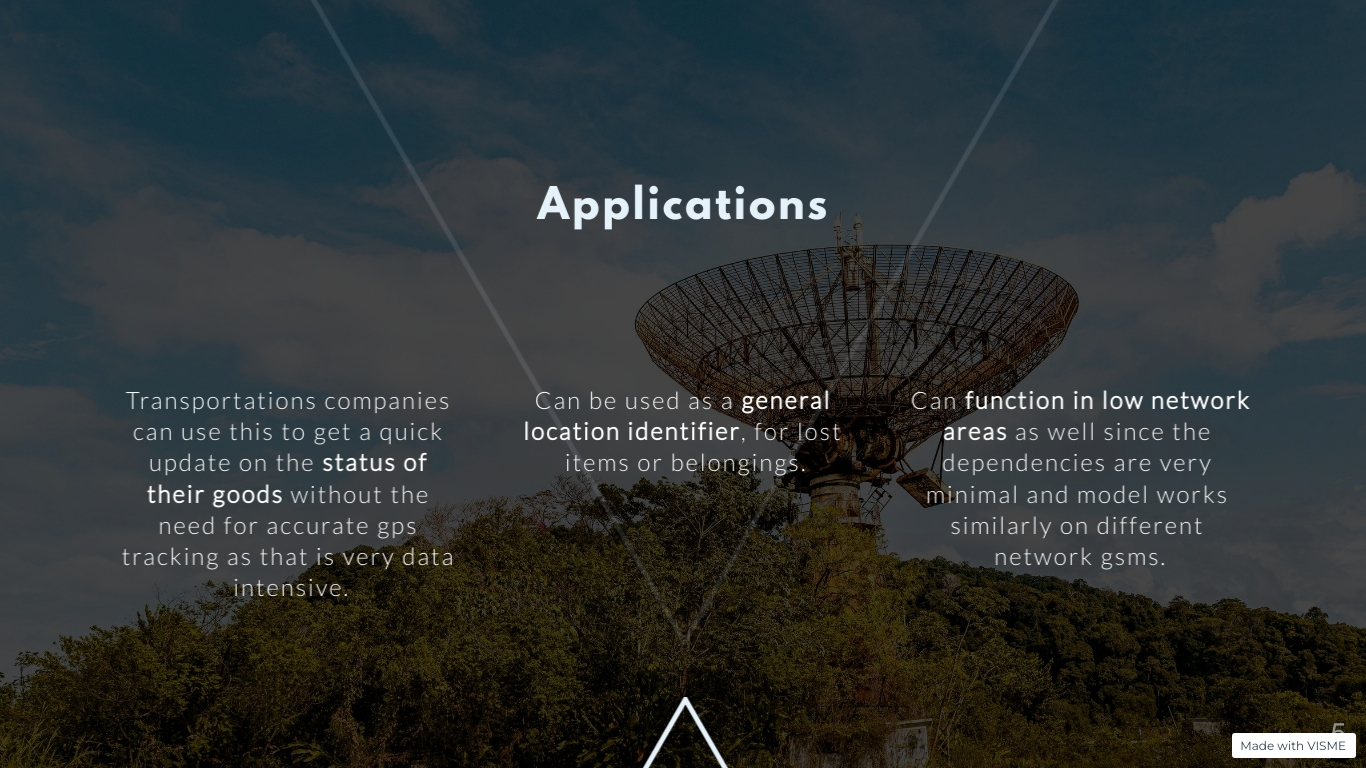 Applications
Transportations companies
can use this to get a quick
update on the status of
their goods without the
need for accurate gps
tracking as that is very data
intensive.
Can be used as a general
location identifier, for lost
items or belongings.
Can function in low network
areas as well since the
dependencies are very
minimal and model works
similarly on different
network gsms.
5
Made with VISME